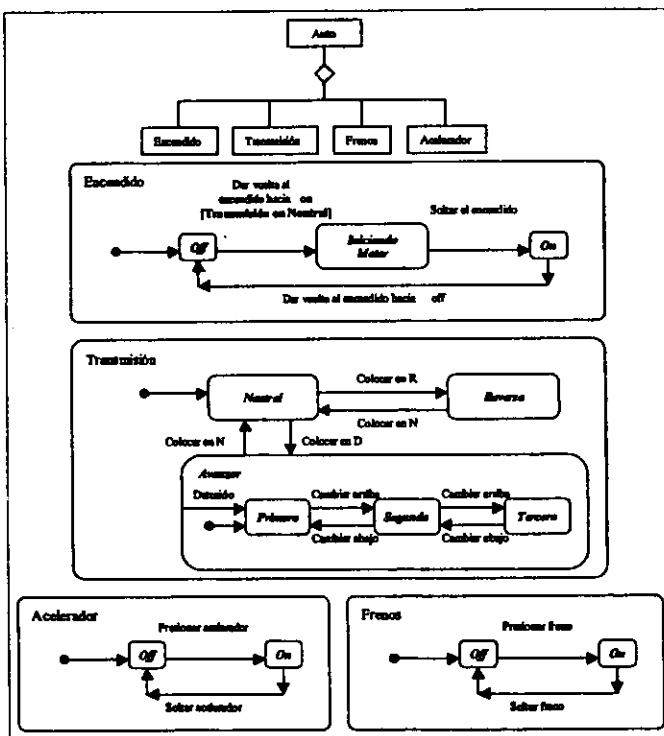 Auto
Encendido
Transmisión
Frenos
Acelerador
Encendido
Dar vuelta al
encendido hacia on
[Transmisión en Neutral]
Soltar el encendido
Off
Iniciando
Motor
On
Dar vuelta al encendido hacia off
Transmisión
Neutral
Colocar en R
Reversa
Colocar en N
Colocar en N
Colocar en D
Avanzar
Detenido
Cambiar arriba
Cambiar arriba
Primera
Segunda
Tercera
Cambiar abajo
Cambiar abajo
Acelerador
Presionar acelerador
Off
On
Soltar acelerador
Frenos
Presionar freno
Off
On
Soltar freno